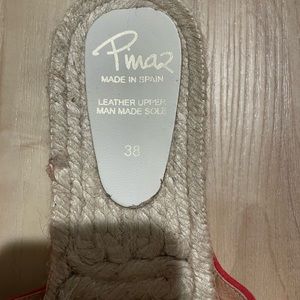 Pinaz
MADE IN SPAIN
LEATHER UPPER
MAN MADE SOLE
38